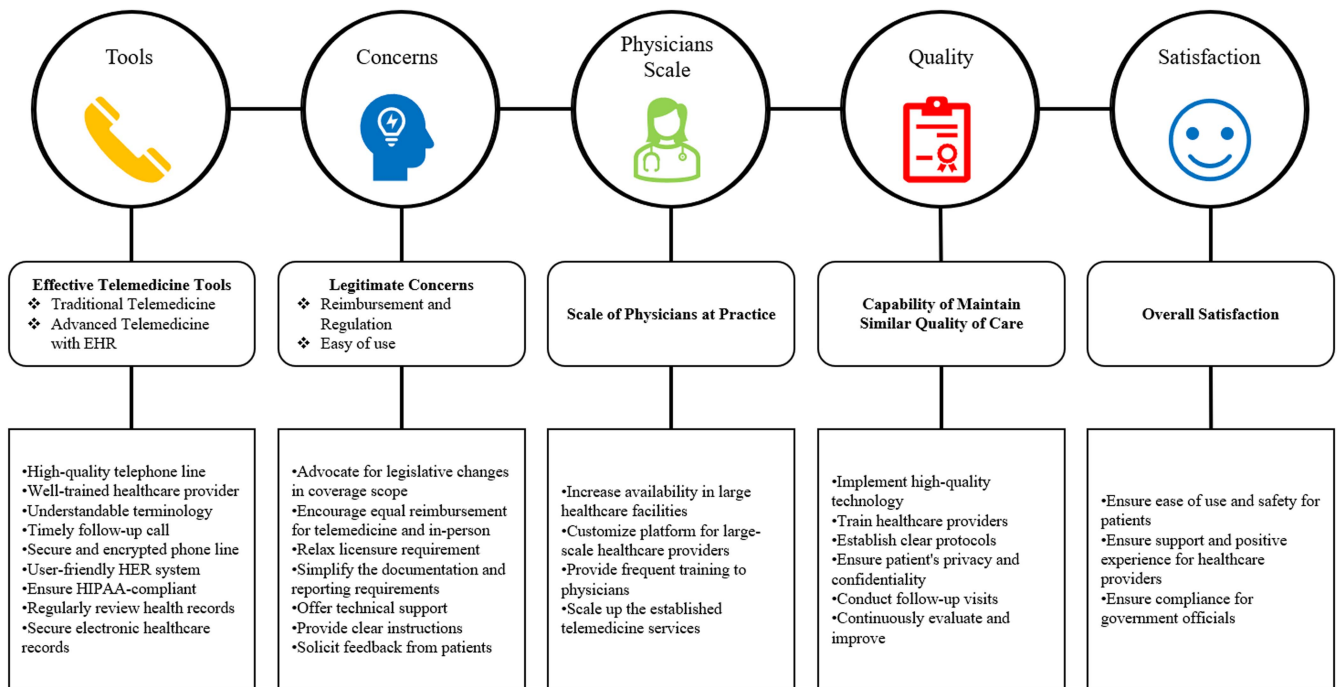 Tools
Concerns
Physicians
Scale
Quality
Satisfaction
Effective Telemedicine Tools
❖ Traditional Telemedicine
❖ Advanced Telemedicine
with EHR
Legitimate Concerns
❖ Reimbursement and
Regulation
❖ Easy of use
Scale of Physicians at Practice
Capability of Maintain
Similar Quality of Care
Overall Satisfaction
•High-quality telephone line
•Well-trained healthcare provider
•Understandable terminology
•Timely follow-up call
•Secure and encrypted phone line
•User-friendly HER system
•Ensure HIPAA-compliant
•Regularly review health records
•Secure electronic healthcare
records
•Advocate for legislative changes
in coverage scope
•Encourage equal reimbursement
for telemedicine and in-person
•Relax licensure requirement
•Simplify the documentation and
reporting requirements
•Offer technical support
•Provide clear instructions
•Solicit feedback from patients
•Increase availability in large
healthcare facilities
•Customize platform for large-
scale healthcare providers
•Provide frequent training to
physicians
•Scale up the established
telemedicine services
•Implement high-quality
technology
•Train healthcare providers
•Establish clear protocols
•Ensure patient's privacy and
confidentiality
•Conduct follow-up visits
•Continuously evaluate and
improve
•Ensure ease of use and safety for
patients
•Ensure support and positive
experience for healthcare
providers
•Ensure compliance for
government officials